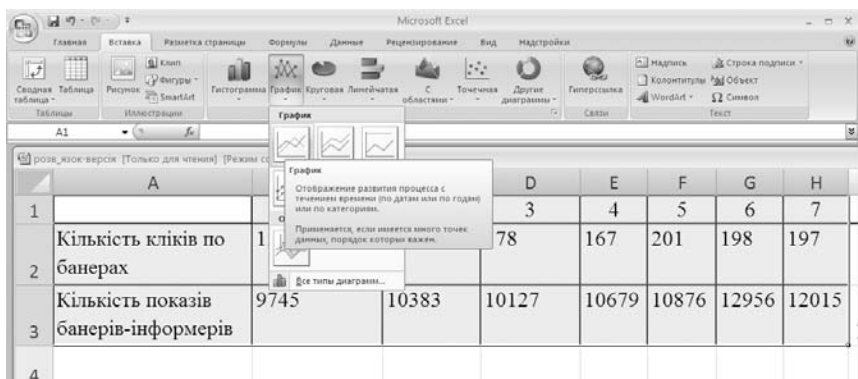 Microsoft Excel
Главная Вставка Разметка страницы Формулы Данные Рецензирование Вид Надстройки
Сводная таблица Таблица Рисунок Клип Фигуры SmartArt Гистограмма График Круговая Линейчатая С областями Точечная Другие диаграммы Гиперссылка Надпись Колонтитулы WordArt Строка подписи Объект Символ
Таблицы Иллюстрации Связи Текст
График
A1 fx
[Только для чтения]
График
Отображение развития процесса с
течением времени (по датам или по годам)
или по категориям.
Применяется, если имеется много точек
данных, порядок которых важен.
Все типы диаграмм...
A D E F G H
1 3 4 5 6 7
2 Кількість кліків по банерах 1 78 167 201 198 197
3 Кількість показів банерів-інформерів 9745 10383 10127 10679 10876 12956 12015
4